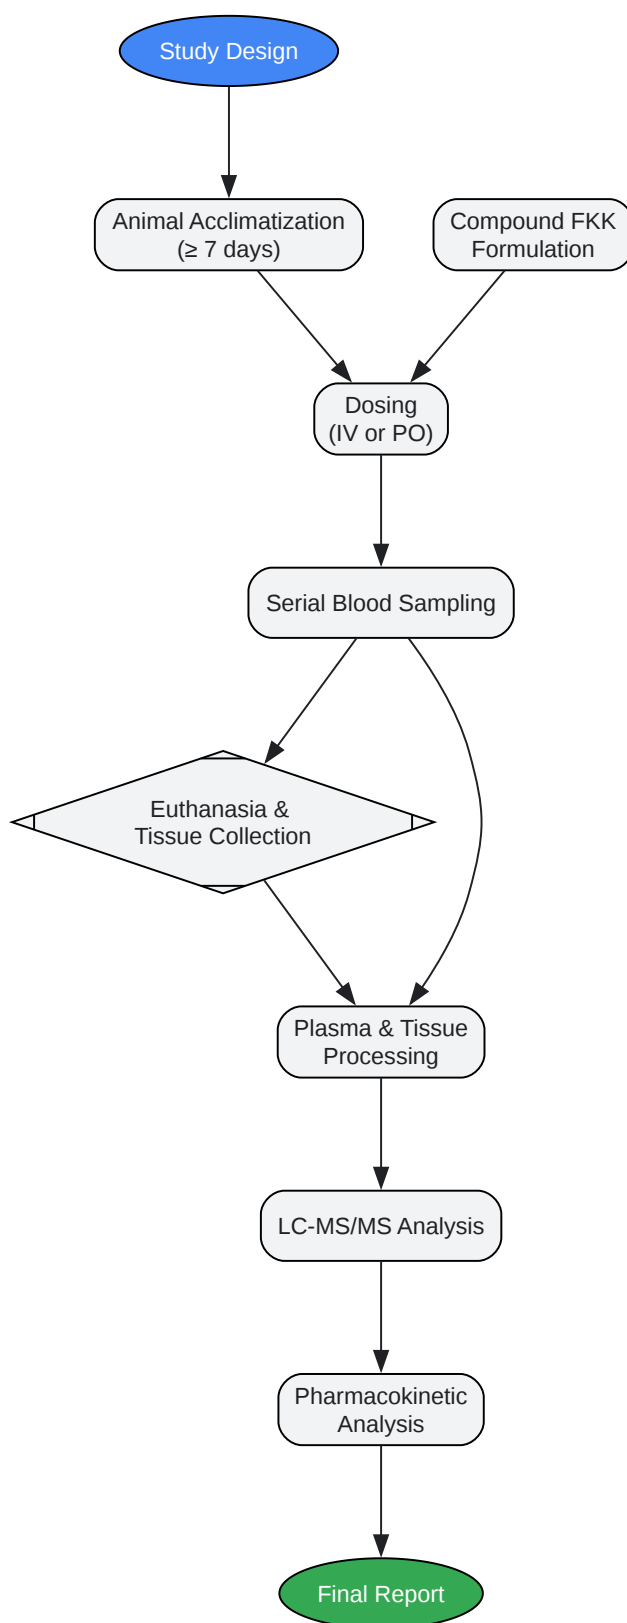 Study Design
Animal Acclimatization
(≥ 7 days)
Compound FKK
Formulation
Dosing
(IV or PO)
Serial Blood Sampling
Euthanasia &
Tissue Collection
Plasma & Tissue
Processing
LC-MS/MS Analysis
Pharmacokinetic
Analysis
Final Report